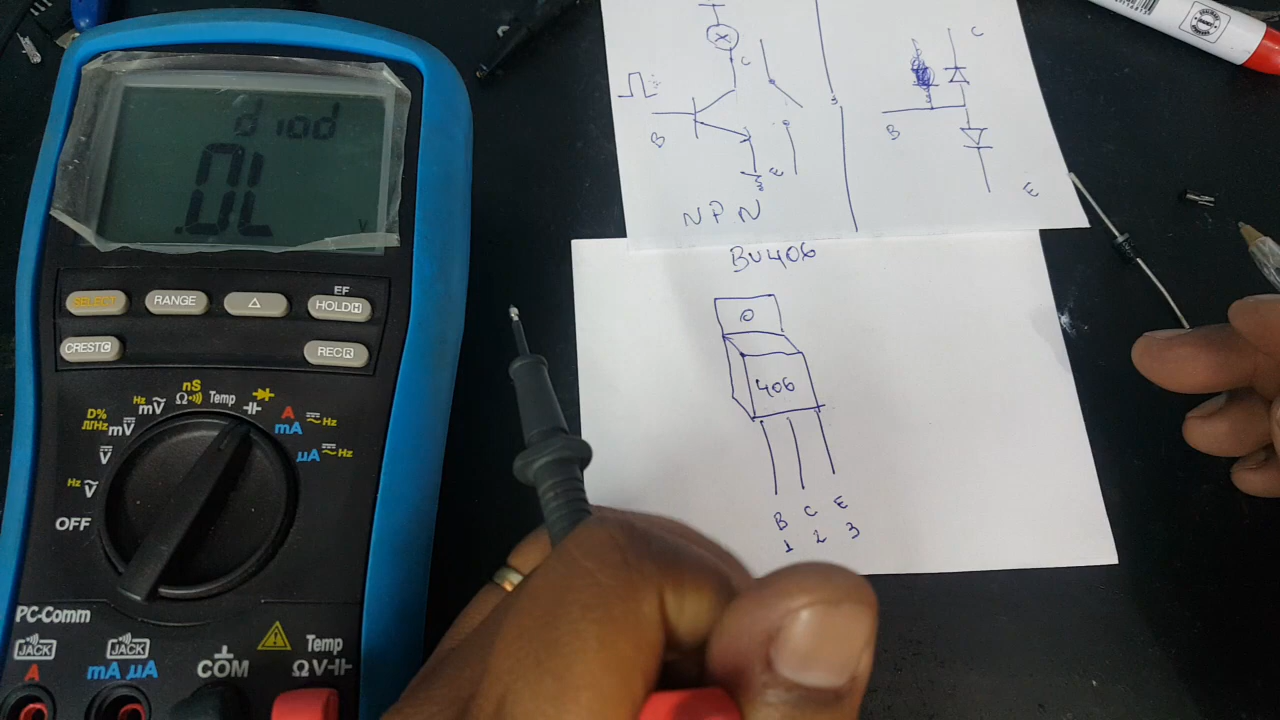 diod
.0L
V
SELECT
RANGE
△
EF
HOLD H
CREST C
REC R
nS
Hz
Ω
Temp
D%
Hz
mV
mV
V
Hz
V
OFF
A
mA
Hz
µA
Hz
PC-Comm
JACK
JACK
A
mA µA
COM
Temp
ΩV
X
C
B
E
NPN
C
B
E
BU406
406
B C E
1 2 3